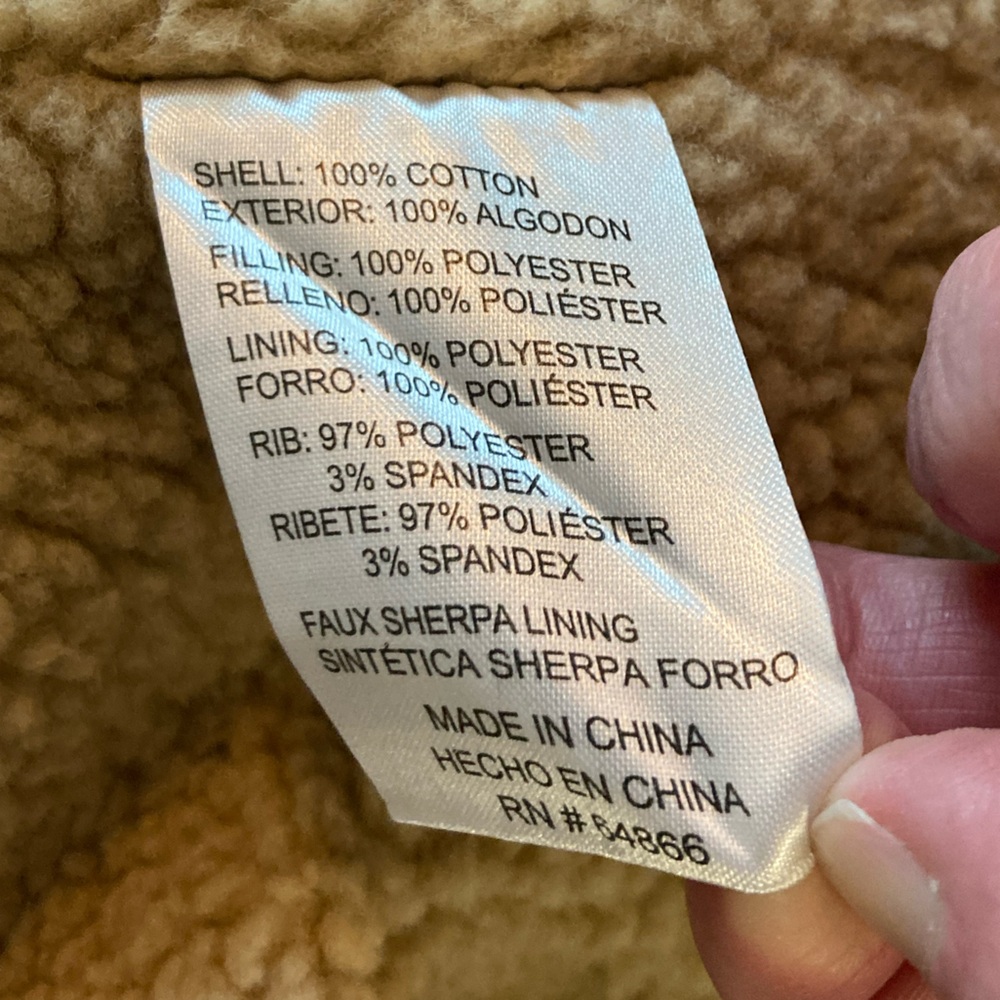 SHELL: 100% COTTON
EXTERIOR: 100% ALGODON
FILLING: 100% POLYESTER
RELLENO: 100% POLIÉSTER
LINING: 100% POLYESTER
FORRO: 100% POLIÉSTER
RIB: 97% POLYESTER
3% SPANDEX
RIBETE: 97% POLIÉSTER
3% SPANDEX
FAUX SHERPA LINING
SINTÉTICA SHERPA FORRO
MADE IN CHINA
HECHO EN CHINA
RN # 64866